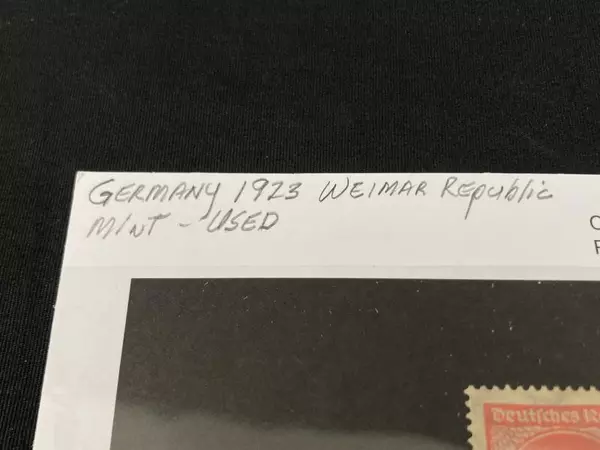 GERMANY 1923 WEIMAR Republic
MINT - USED
Deutsches